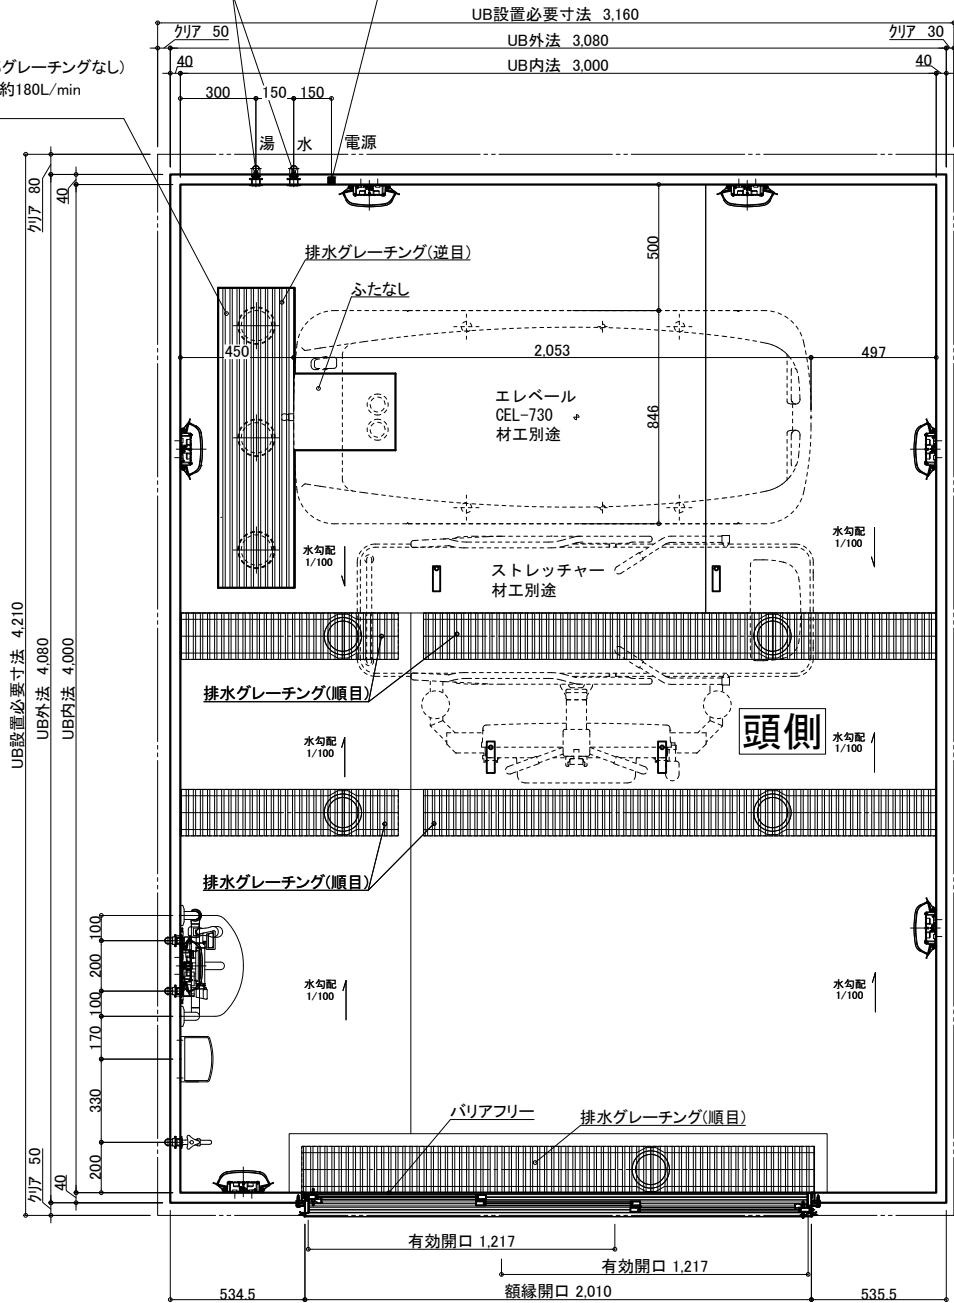 UB設置必要寸法 3,160
クリア 50
UB外法 3,080
クリア 30
40
UB内法 3,000
40
グレーチングなし)
約180L/min
300
150
150
湯
水
電源
クリア 80
40
500
排水グレーチング(逆目)
ふたなし
450
2,053
497
エレベール
CEL-730
材工別途
846
水勾配
1/100
水勾配
1/100
ストレッチャー
材工別途
UB設置必要寸法 4,210
UB外法 4,080
UB内法 4,000
排水グレーチング(順目)
頭側
水勾配
1/100
水勾配
1/100
排水グレーチング(順目)
100
200
100
170
330
200
水勾配
1/100
水勾配
1/100
バリアフリー
排水グレーチング(順目)
クリア 50
40
有効開口 1,217
有効開口 1,217
534.5
額縁開口 2,010
535.5